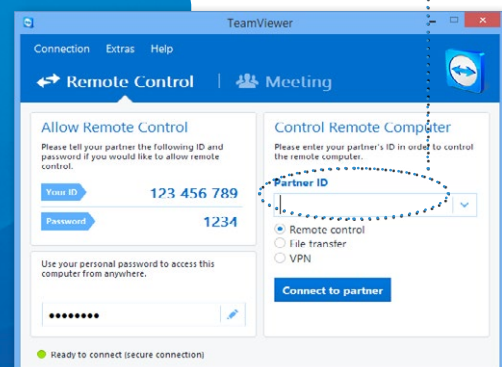 TeamViewer
Connection Extras Help
Remote Control | Meeting
Allow Remote Control
Please tell your partner the following ID and
password if you would like to allow remote
control.
Your ID 123 456 789
Password 1234
Use your personal password to access this
computer from anywhere.
Control Remote Computer
Please enter your partner's ID in order to control
the remote computer.
Partner ID
Remote control
File transfer
VPN
Connect to partner
Ready to connect (secure connection)